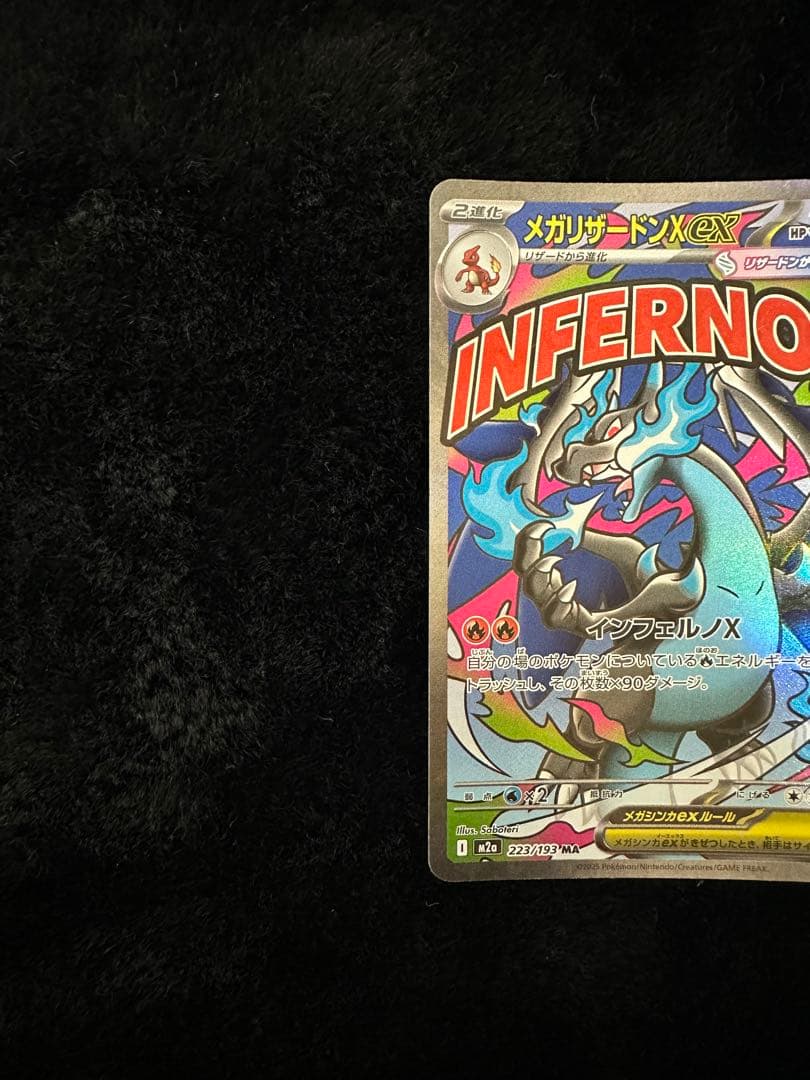 2進化
メガリザードンXex
HP
リザードから進化
リザードンが
INFERNO
インフェルノX
自分の場のポケモンについている エネルギーを
トラッシュし、その枚数×90ダメージ。
弱点 ×2 抵抗力 にげる
メガシンカexルール
メガシンカexがきぜつしたとき、相手はサイ
Illus. Saboteri
I m2a 223/193 MA
©2025 Pokémon/Nintendo/Creatures/GAME FREAK.